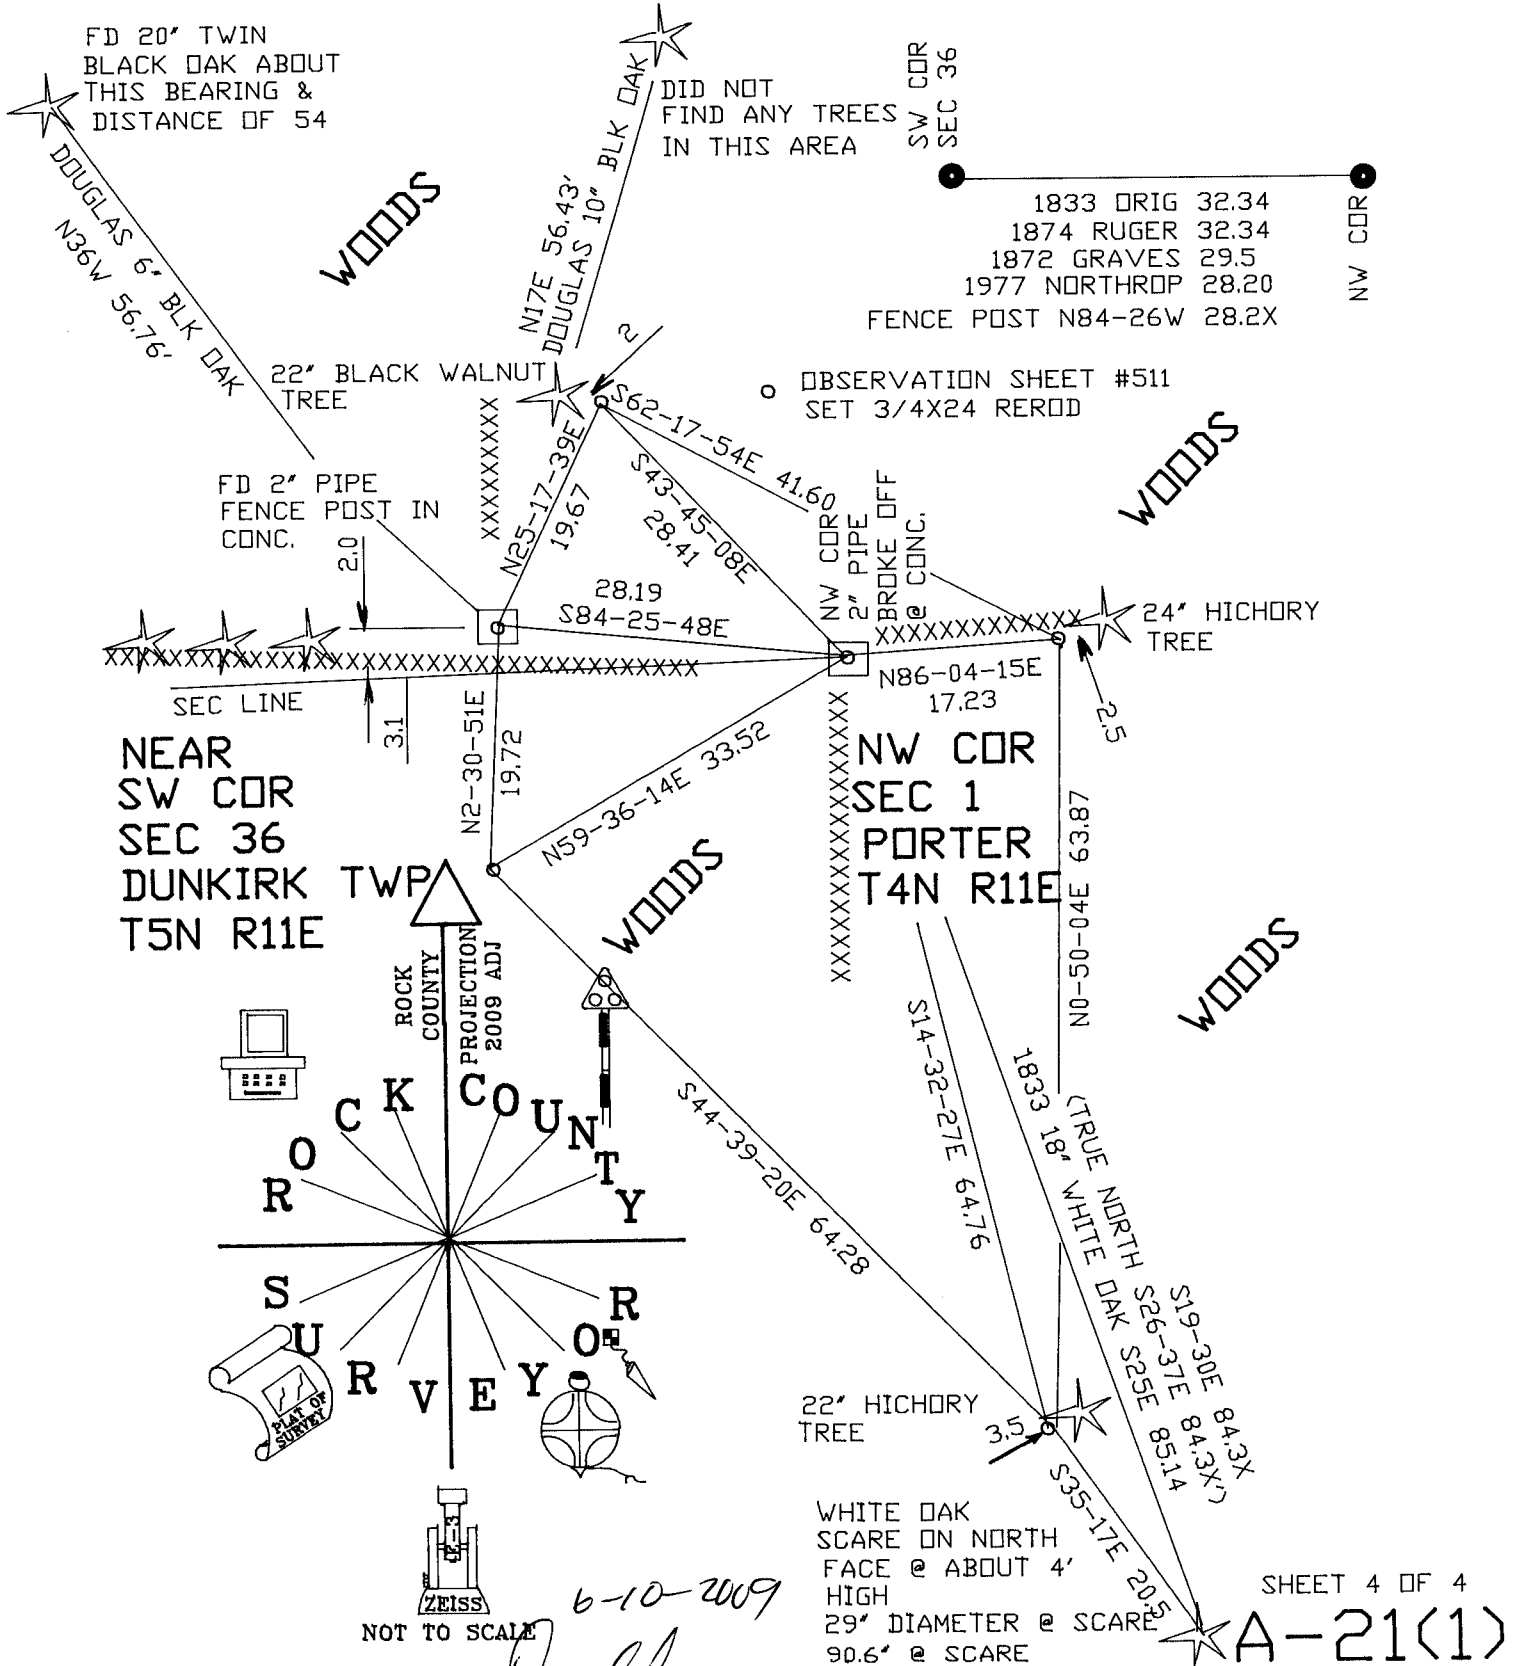 FD 20" TWIN
BLACK OAK ABOUT
THIS BEARING &
DISTANCE OF 54
DOUGLAS 6" BLK OAK
N36W 56.76'
WOODS
N17E 56.43'
DOUGLAS 10" BLK OAK
DID NOT
FIND ANY TREES
IN THIS AREA
SW COR
SEC 36
NW COR
1833 ORIG 32.34
1874 RUGER 32.34
1872 GRAVES 29.5
1977 NORTHROP 28.20
FENCE POST N84-26W 28.2X
OBSERVATION SHEET #511
SET 3/4X24 REROD
22" BLACK WALNUT
TREE
2
S62-17-54E 41.60
S43-45-08E
28.41
N25-17-39E
19.67
XXXXXXXXX
WOODS
FD 2" PIPE
FENCE POST IN
CONC.
2.0
28.19
S84-25-48E
NW COR
2" PIPE
BROKE OFF
@ CONC.
XXXXXXXXXXXXX
24" HICHORY
TREE
N86-04-15E
17.23
2.5
XXXXXXXXXXXXXXXXXXXXXXXXXXXXXXXXXXXXXX
SEC LINE
3.1
N2-30-51E
19.72
N59-36-14E 33.52
NEAR
SW COR
SEC 36
DUNKIRK TWP
T5N R11E
NW COR
SEC 1
PORTER
T4N R11E
XXXXXXXXXXXXXXXXXXXX
N0-50-04E 63.87
WOODS
WOODS
ROCK
COUNTY
PROJECTION
2009 ADJ
S44-39-20E 64.28
S14-32-27E 64.76
1833 18" WHITE OAK S25E 85.14
(TRUE NORTH S26-37E 84.3X')
S19-30E 84.3X
ROCK COUNTY
SURVEYOR
PLAT OF
SURVEY
22" HICHORY
TREE
3.5
S35-17E 20.5
ZEISS
NOT TO SCALE
6-10-2009
WHITE OAK
SCARE ON NORTH
FACE @ ABOUT 4'
HIGH
29" DIAMETER @ SCARE
90.6" @ SCARE
SHEET 4 OF 4
A-21(1)